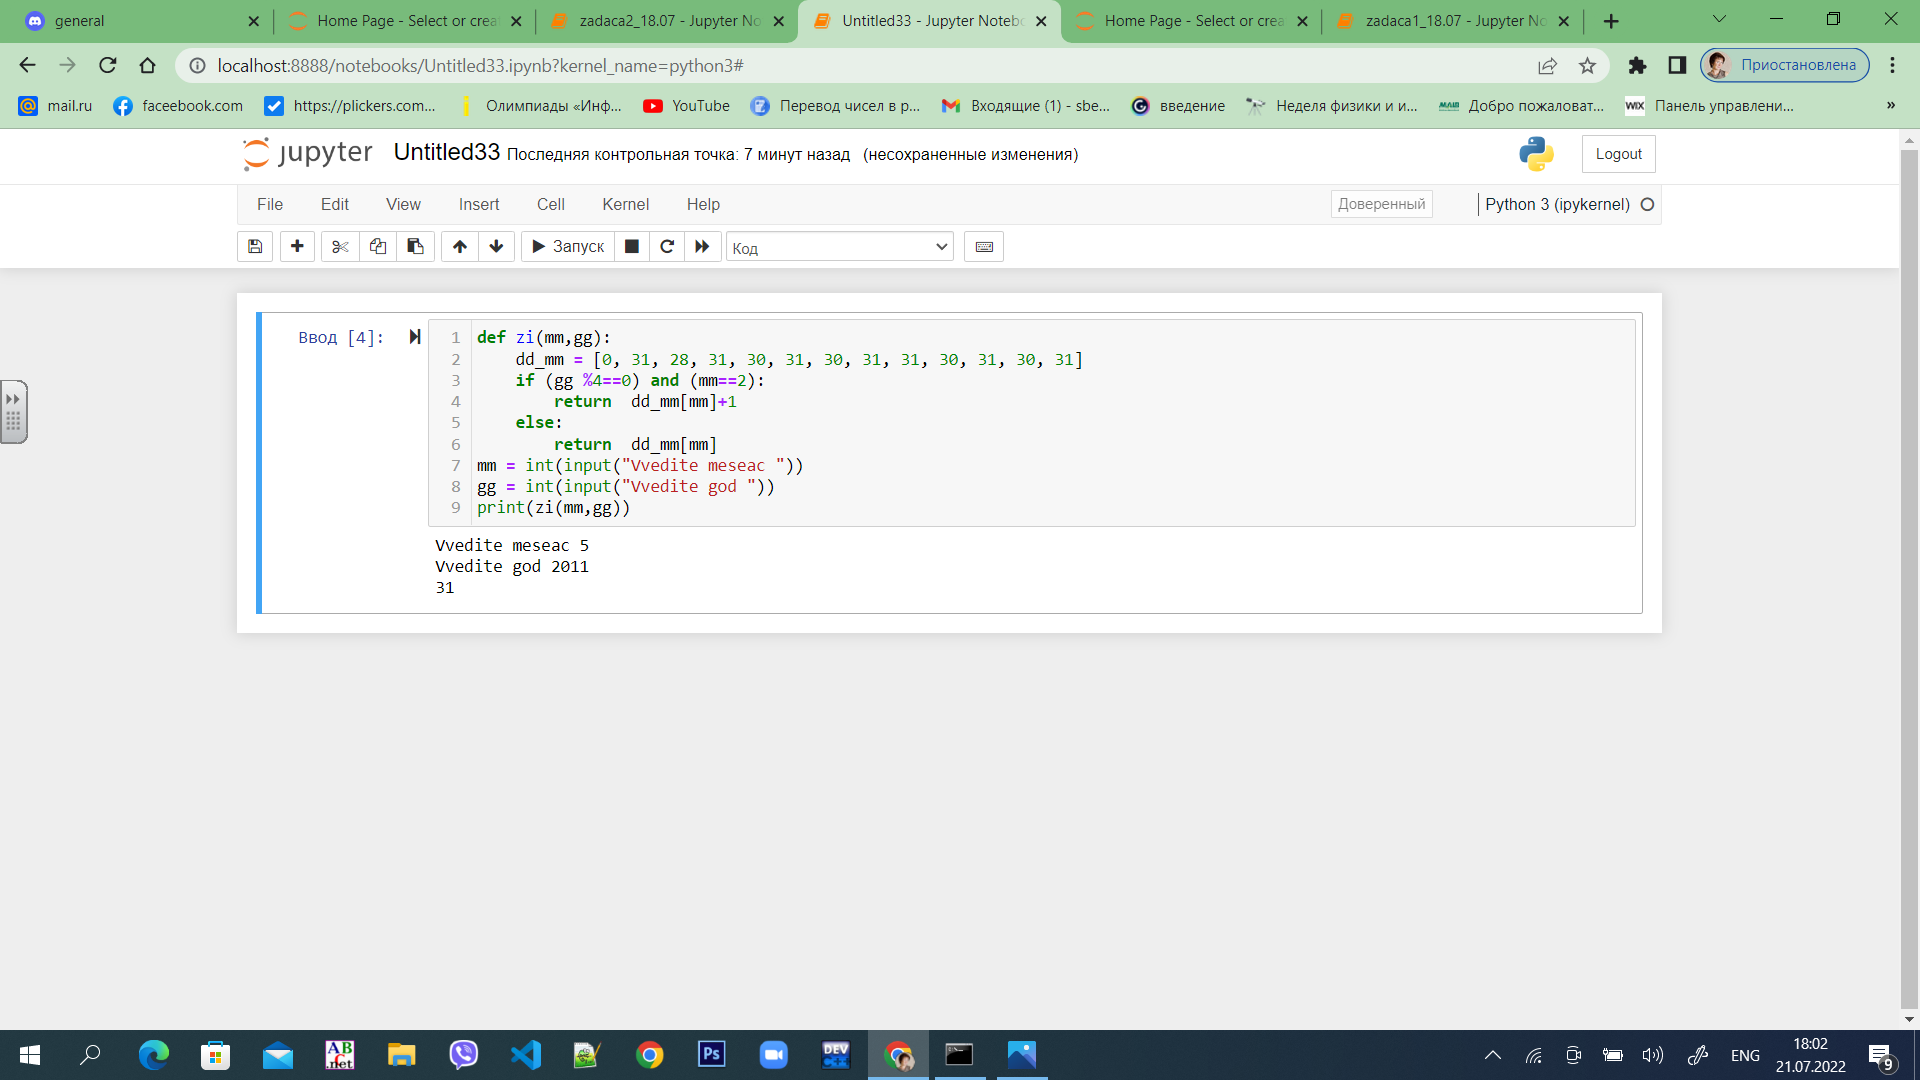 general
Home Page - Select or crea
zadaca2_18.07 - Jupyter No
Untitled33 - Jupyter Notebo
Home Page - Select or crea
zadaca1_18.07 - Jupyter No
localhost:8888/notebooks/Untitled33.ipynb?kernel_name=python3#
Приостановлена
mail.ru
faceebook.com
https://plickers.com...
Олимпиады «Инф...
YouTube
Перевод чисел в р...
Входящие (1) - sbe...
введение
Неделя физики и и...
Добро пожаловат...
WIX
Панель управлени...
»
jupyter
Untitled33
Последняя контрольная точка: 7 минут назад (несохраненные изменения)
Logout
File
Edit
View
Insert
Cell
Kernel
Help
Доверенный
Python 3 (ipykernel)
Запуск
Код
Ввод [4]:
1 def zi(mm,gg):
2     dd_mm = [0, 31, 28, 31, 30, 31, 30, 31, 31, 30, 31, 30, 31]
3     if (gg %4==0) and (mm==2):
4         return  dd_mm[mm]+1
5     else:
6         return  dd_mm[mm]
7 mm = int(input("Vvedite meseac "))
8 gg = int(input("Vvedite god "))
9 print(zi(mm,gg))
Vvedite meseac 5
Vvedite god 2011
31
ABC
.net
Ps
DEV
C++
ENG
18:02
21.07.2022
9